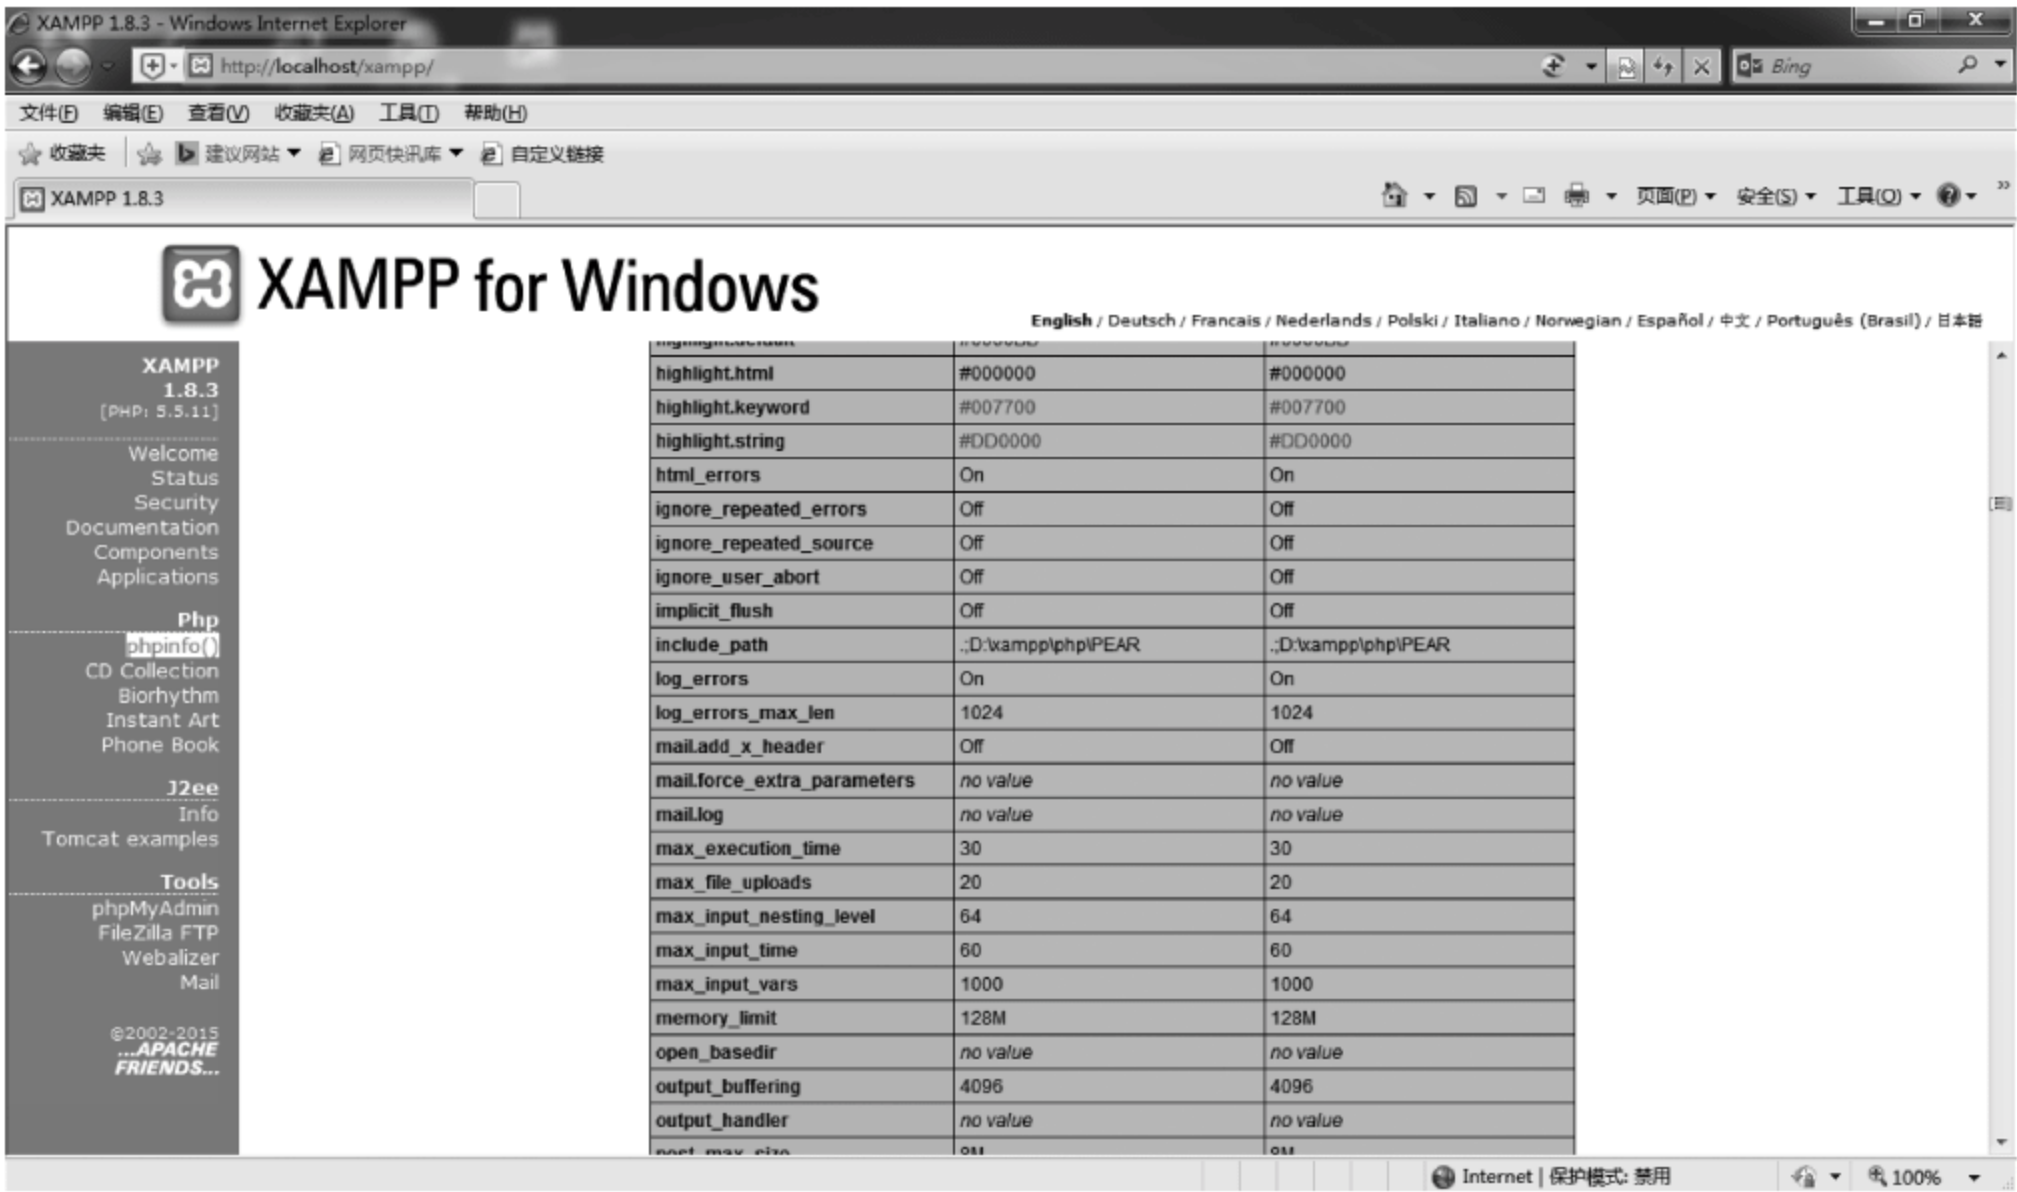 XAMPP 1.8.3 - Windows Internet Explorer
http://localhost/xampp/
Bing
文件(F) 编辑(E) 查看(V) 收藏夹(A) 工具(T) 帮助(H)
收藏夹 建议网站 网页快讯库 自定义链接
XAMPP 1.8.3
页面(P) 安全(S) 工具(O)
XAMPP for Windows
English / Deutsch / Francais / Nederlands / Polski / Italiano / Norwegian / Español / 中文 / Português (Brasil) / 日本語
XAMPP
1.8.3
[PHP: 5.5.11]
Welcome
Status
Security
Documentation
Components
Applications
Php
phpinfo()
CD Collection
Biorhythm
Instant Art
Phone Book
J2ee
Info
Tomcat examples
Tools
phpMyAdmin
FileZilla FTP
Webalizer
Mail
©2002-2015
...APACHE
FRIENDS...
highlight.default #0000BB #0000BB
highlight.html #000000 #000000
highlight.keyword #007700 #007700
highlight.string #DD0000 #DD0000
html_errors On On
ignore_repeated_errors Off Off
ignore_repeated_source Off Off
ignore_user_abort Off Off
implicit_flush Off Off
include_path .;D:\xampp\php\PEAR .;D:\xampp\php\PEAR
log_errors On On
log_errors_max_len 1024 1024
mail.add_x_header Off Off
mail.force_extra_parameters no value no value
mail.log no value no value
max_execution_time 30 30
max_file_uploads 20 20
max_input_nesting_level 64 64
max_input_time 60 60
max_input_vars 1000 1000
memory_limit 128M 128M
open_basedir no value no value
output_buffering 4096 4096
output_handler no value no value
post_max_size 8M 8M
Internet | 保护模式: 禁用
100%